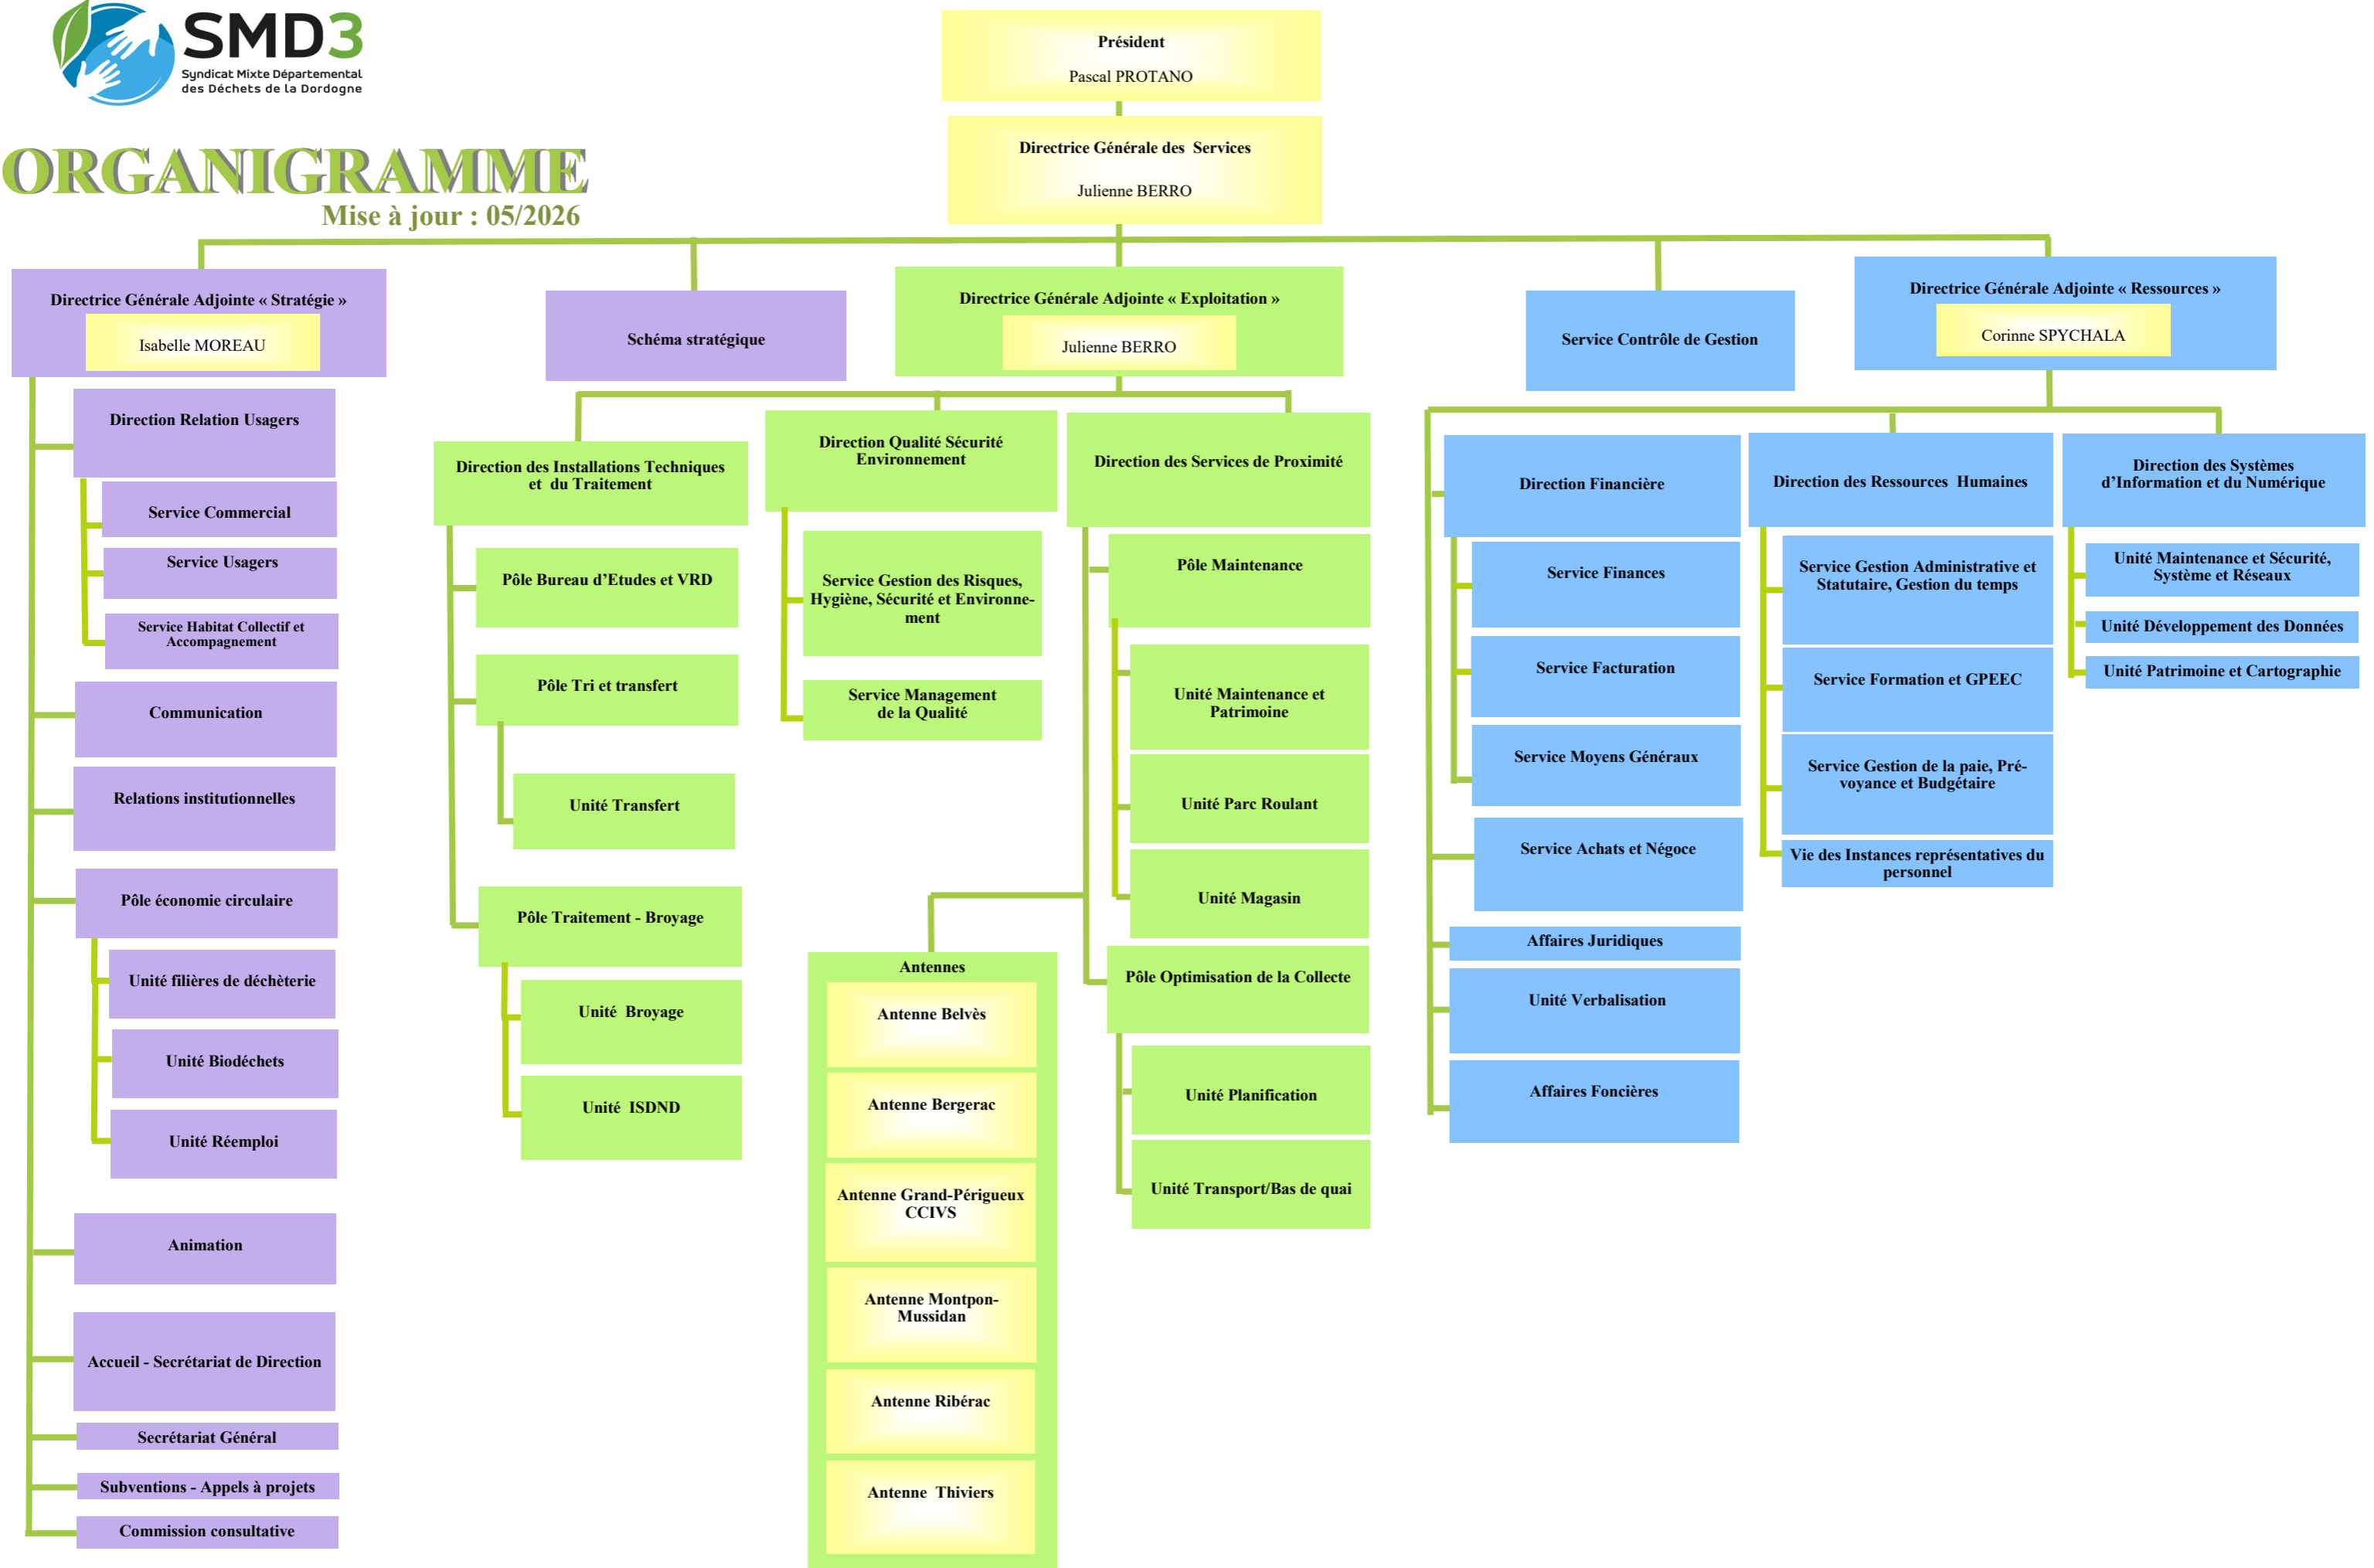 SMD3
Syndicat Mixte Départemental
des Déchets de la Dordogne
ORGANIGRAMME
Mise à jour : 05/2026
Président
Pascal PROTANO
Directrice Générale des Services
Julienne BERRO
Directrice Générale Adjointe « Stratégie »
Isabelle MOREAU
Schéma stratégique
Directrice Générale Adjointe « Exploitation »
Julienne BERRO
Service Contrôle de Gestion
Directrice Générale Adjointe « Ressources »
Corinne SPYCHALA
Direction Relation Usagers
Service Commercial
Service Usagers
Service Habitat Collectif et
Accompagnement
Communication
Relations institutionnelles
Pôle économie circulaire
Unité filières de déchèterie
Unité Biodéchets
Unité Réemploi
Animation
Accueil - Secrétariat de Direction
Secrétariat Général
Subventions - Appels à projets
Commission consultative
Direction des Installations Techniques
et du Traitement
Pôle Bureau d'Etudes et VRD
Pôle Tri et transfert
Unité Transfert
Pôle Traitement - Broyage
Unité Broyage
Unité ISDND
Direction Qualité Sécurité
Environnement
Service Gestion des Risques,
Hygiène, Sécurité et Environne-
ment
Service Management
de la Qualité
Direction des Services de Proximité
Pôle Maintenance
Unité Maintenance et
Patrimoine
Unité Parc Roulant
Unité Magasin
Pôle Optimisation de la Collecte
Unité Planification
Unité Transport/Bas de quai
Antennes
Antenne Belvès
Antenne Bergerac
Antenne Grand-Périgueux
CCIVS
Antenne Montpon-
Mussidan
Antenne Ribérac
Antenne Thiviers
Direction Financière
Service Finances
Service Facturation
Service Moyens Généraux
Service Achats et Négoce
Affaires Juridiques
Unité Verbalisation
Affaires Foncières
Direction des Ressources Humaines
Service Gestion Administrative et
Statutaire, Gestion du temps
Service Formation et GPEEC
Service Gestion de la paie, Pré-
voyance et Budgétaire
Vie des Instances représentatives du
personnel
Direction des Systèmes
d'Information et du Numérique
Unité Maintenance et Sécurité,
Système et Réseaux
Unité Développement des Données
Unité Patrimoine et Cartographie